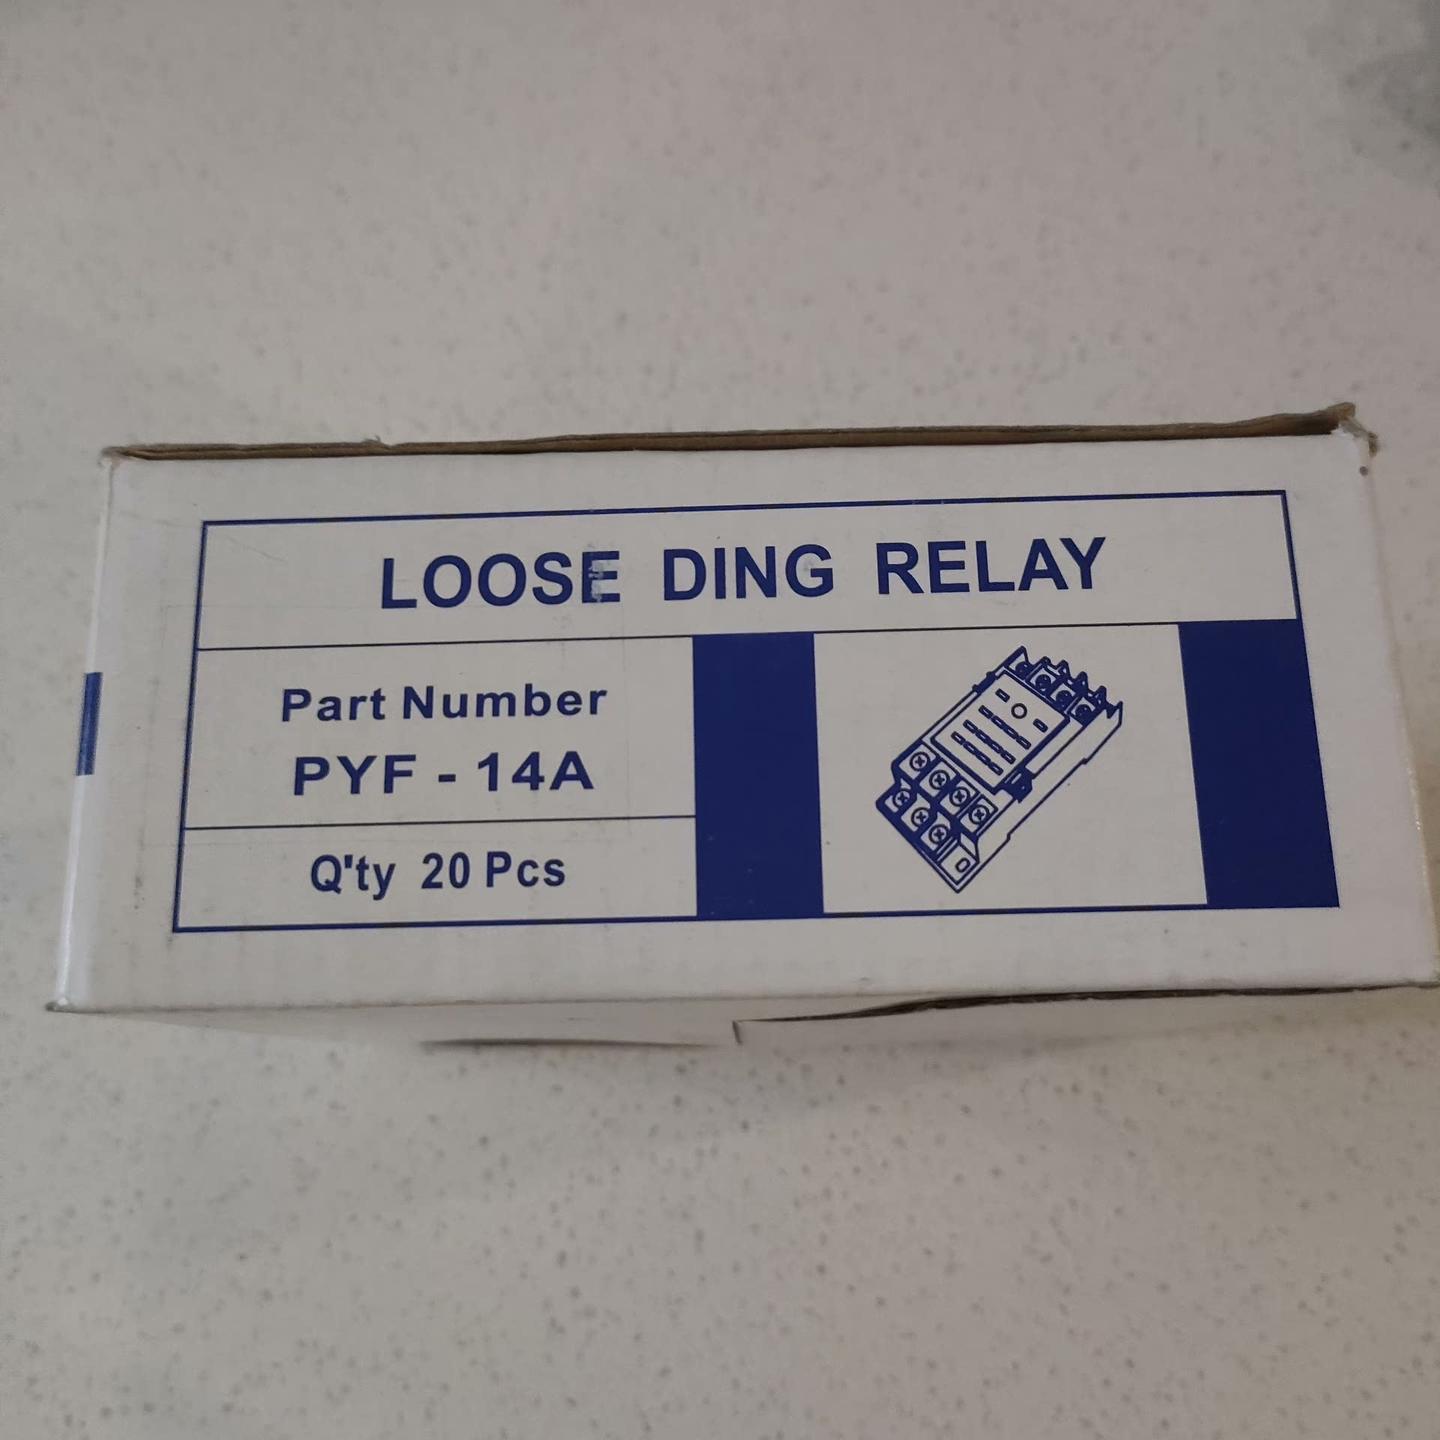 LOOSE DING RELAY
Part Number
PYF - 14A
Q'ty 20 Pcs